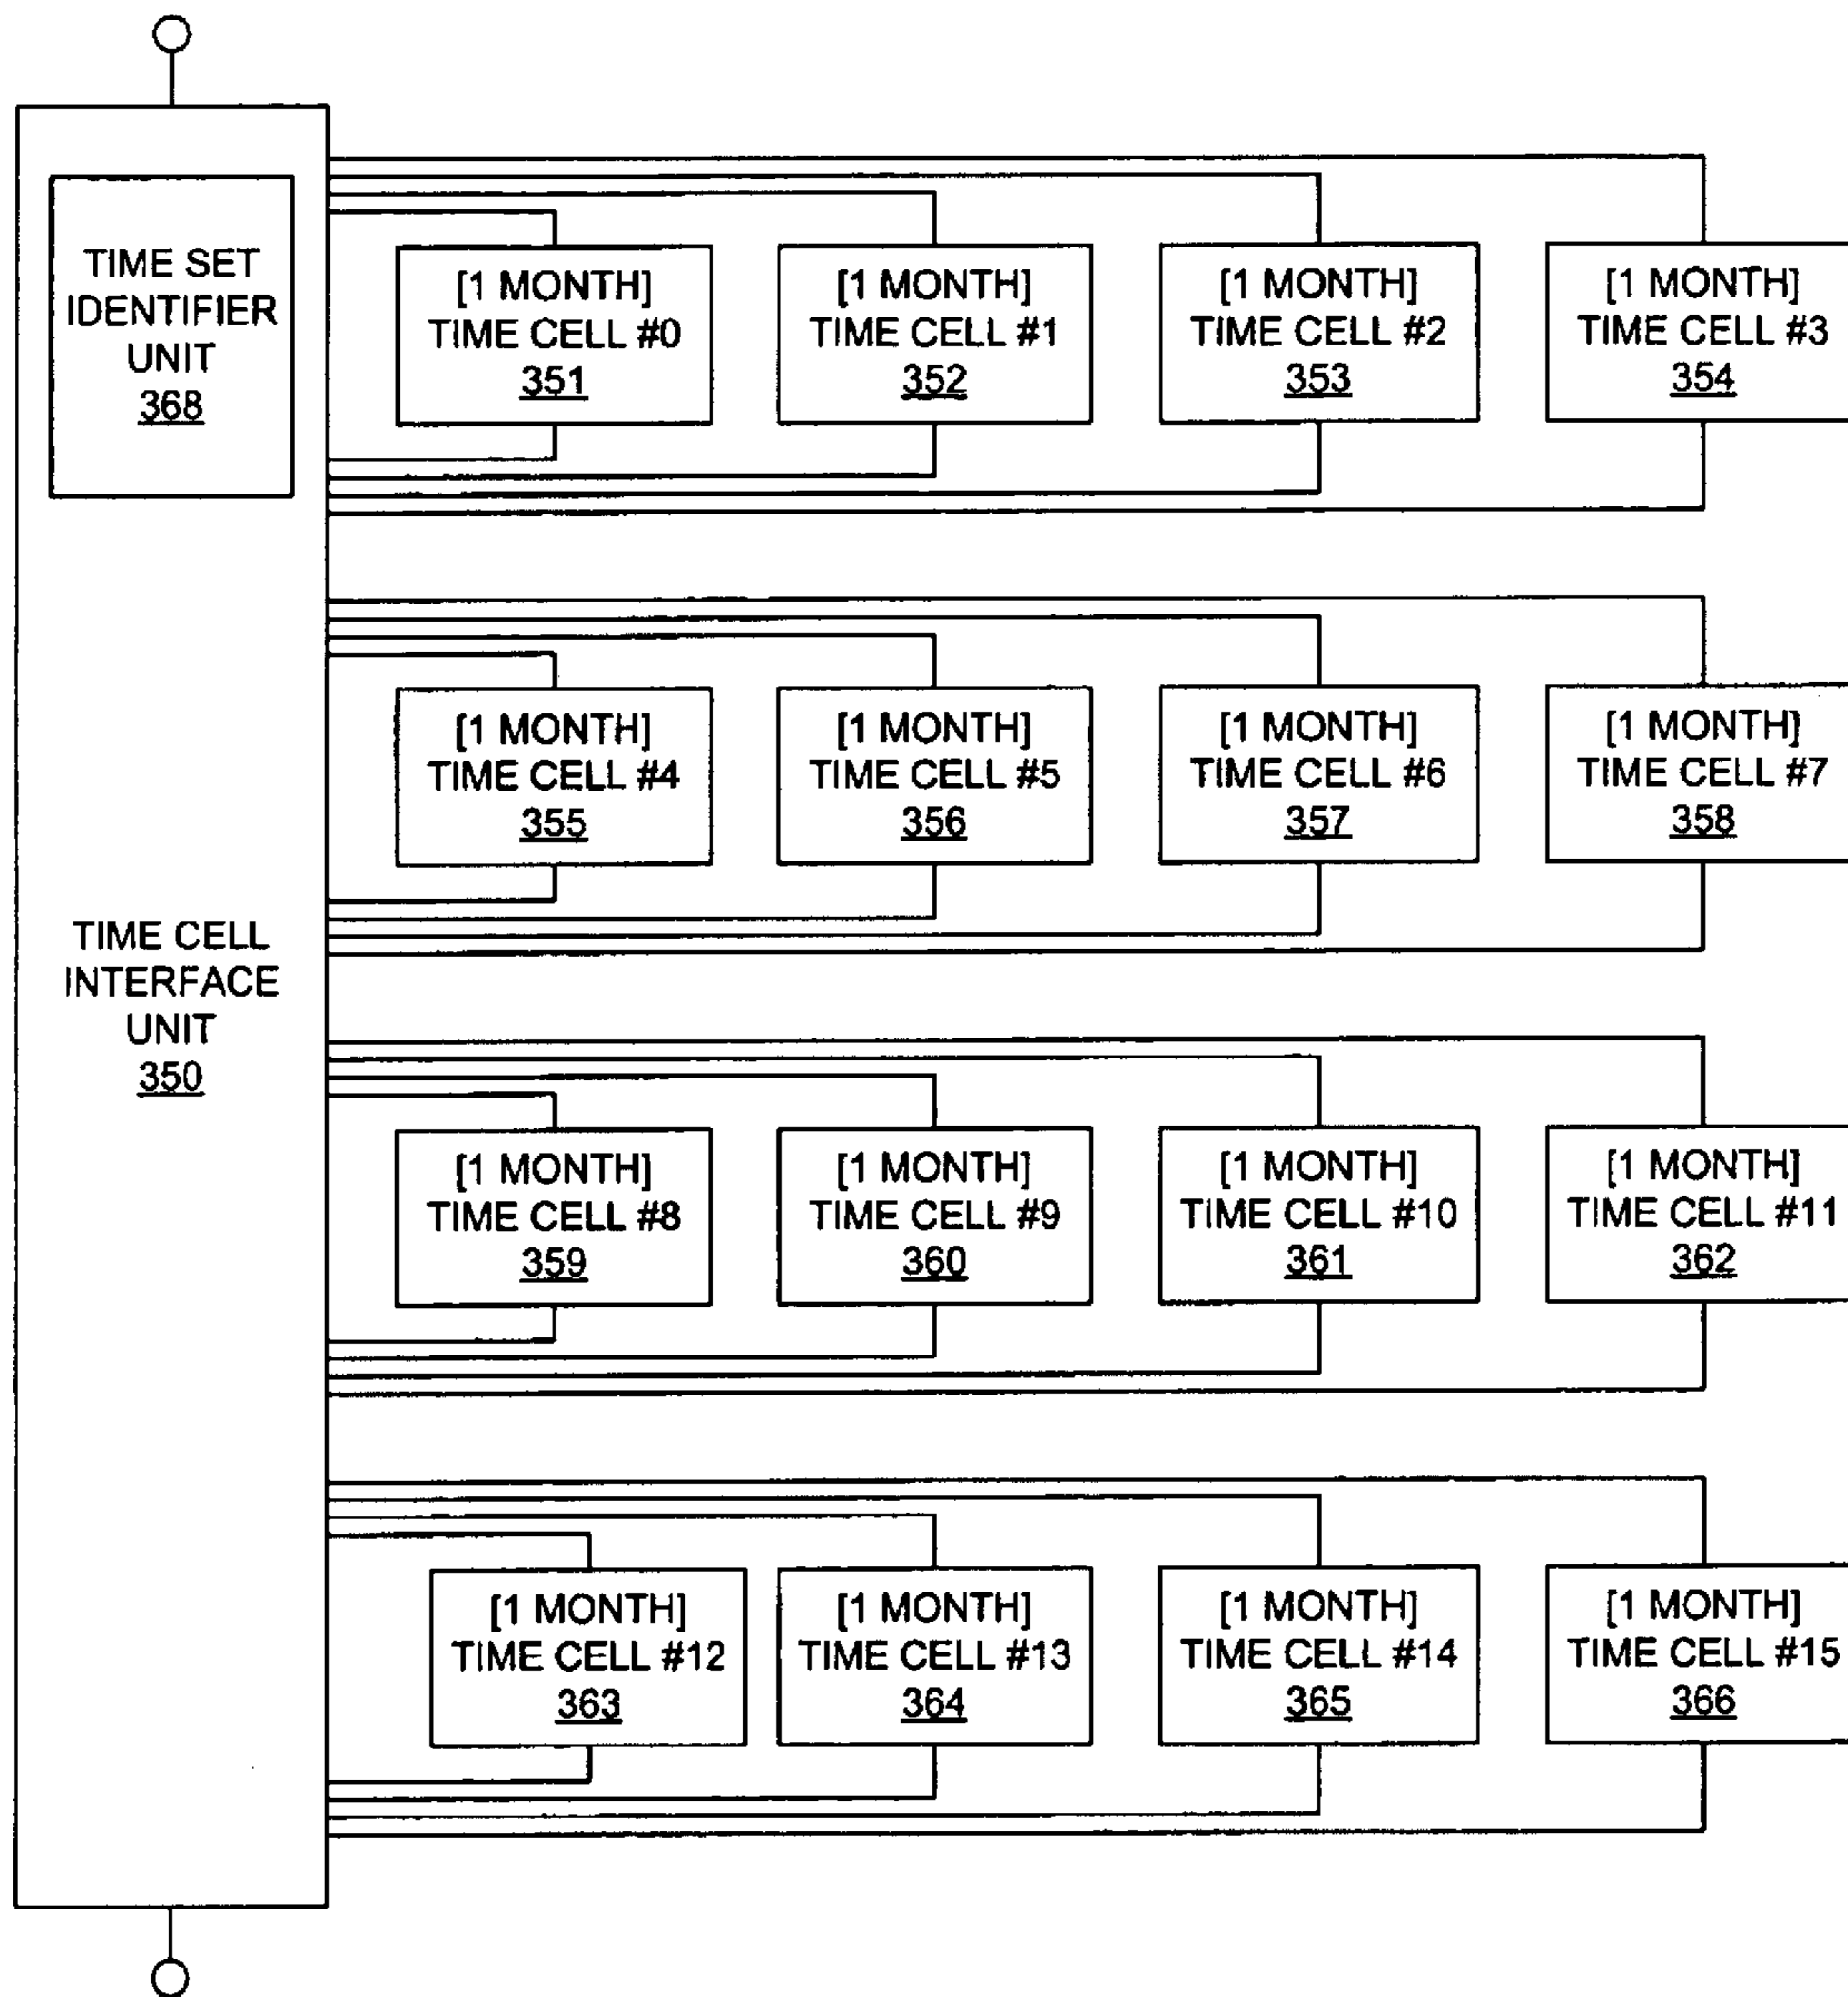 TIME SET
IDENTIFIER
UNIT
368
[1 MONTH]
TIME CELL #0
351
[1 MONTH]
TIME CELL #1
352
[1 MONTH]
TIME CELL #2
353
[1 MONTH]
TIME CELL #3
354
[1 MONTH]
TIME CELL #4
355
[1 MONTH]
TIME CELL #5
356
[1 MONTH]
TIME CELL #6
357
[1 MONTH]
TIME CELL #7
358
TIME CELL
INTERFACE
UNIT
350
[1 MONTH]
TIME CELL #8
359
[1 MONTH]
TIME CELL #9
360
[1 MONTH]
TIME CELL #10
361
[1 MONTH]
TIME CELL #11
362
[1 MONTH]
TIME CELL #12
363
[1 MONTH]
TIME CELL #13
364
[1 MONTH]
TIME CELL #14
365
[1 MONTH]
TIME CELL #15
366